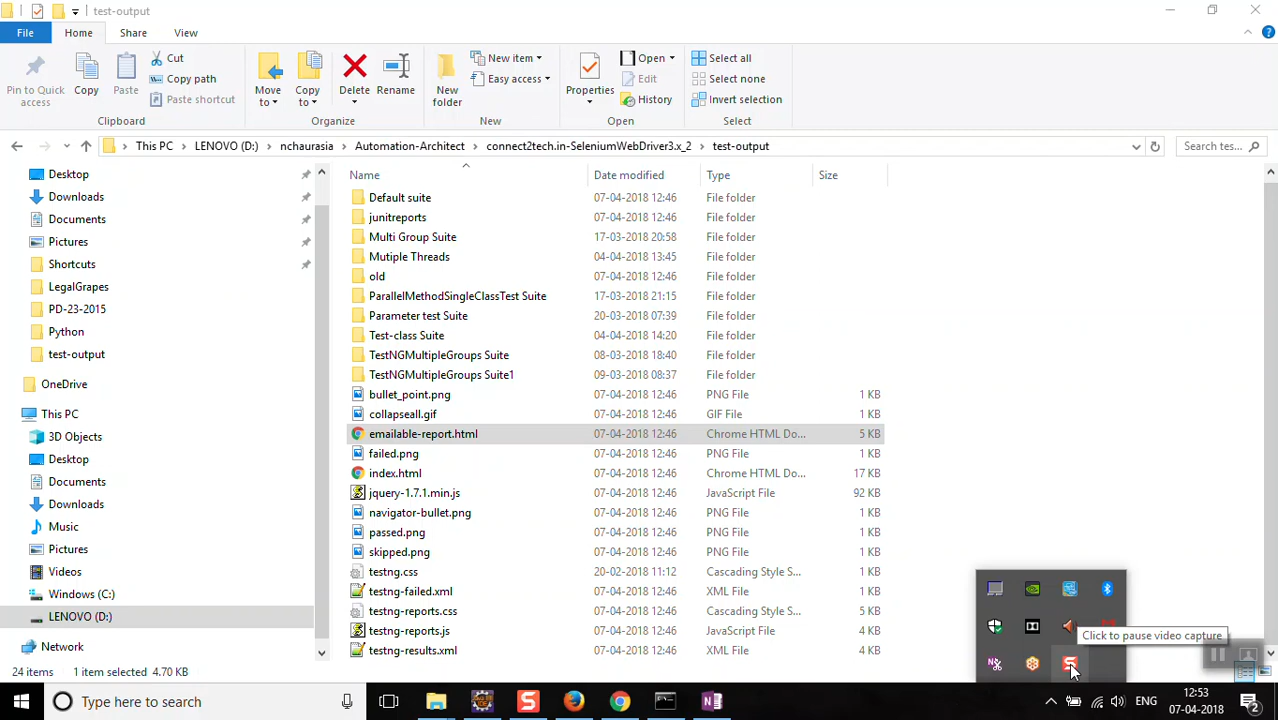 test-output
File Home Share View
Pin to Quick access
Copy
Paste
Cut
Copy path
Paste shortcut
Clipboard
Move to
Copy to
Delete
Rename
Organize
New folder
New item
Easy access
New
Properties
Open
Edit
History
Open
Select all
Select none
Invert selection
Select
This PC > LENOVO (D:) > nchaurasia > Automation-Architect > connect2tech.in-SeleniumWebDriver3.x_2 > test-output
Search tes...
Desktop
Downloads
Documents
Pictures
Shortcuts
LegalGrapes
PD-23-2015
Python
test-output
OneDrive
This PC
3D Objects
Desktop
Documents
Downloads
Music
Pictures
Videos
Windows (C:)
LENOVO (D:)
Network
Name Date modified Type Size
Default suite 07-04-2018 12:46 File folder
junitreports 07-04-2018 12:46 File folder
Multi Group Suite 17-03-2018 20:58 File folder
Mutiple Threads 04-04-2018 13:45 File folder
old 07-04-2018 12:46 File folder
ParallelMethodSingleClassTest Suite 17-03-2018 21:15 File folder
Parameter test Suite 20-03-2018 07:39 File folder
Test-class Suite 04-04-2018 14:20 File folder
TestNGMultipleGroups Suite 08-03-2018 18:40 File folder
TestNGMultipleGroups Suite1 09-03-2018 08:37 File folder
bullet_point.png 07-04-2018 12:46 PNG File 1 KB
collapseall.gif 07-04-2018 12:46 GIF File 1 KB
emailable-report.html 07-04-2018 12:46 Chrome HTML Do... 5 KB
failed.png 07-04-2018 12:46 PNG File 1 KB
index.html 07-04-2018 12:46 Chrome HTML Do... 17 KB
jquery-1.7.1.min.js 07-04-2018 12:46 JavaScript File 92 KB
navigator-bullet.png 07-04-2018 12:46 PNG File 1 KB
passed.png 07-04-2018 12:46 PNG File 1 KB
skipped.png 07-04-2018 12:46 PNG File 1 KB
testng.css 20-02-2018 11:12 Cascading Style S... 1 KB
testng-failed.xml 07-04-2018 12:46 XML File 1 KB
testng-reports.css 07-04-2018 12:46 Cascading Style S... 5 KB
testng-reports.js 07-04-2018 12:46 JavaScript File 1 KB
testng-results.xml 07-04-2018 12:46 XML File 1 KB
Click to pause video capture
24 items 1 item selected 4.70 KB
Type here to search
ENG
12:53
07-04-2018
2